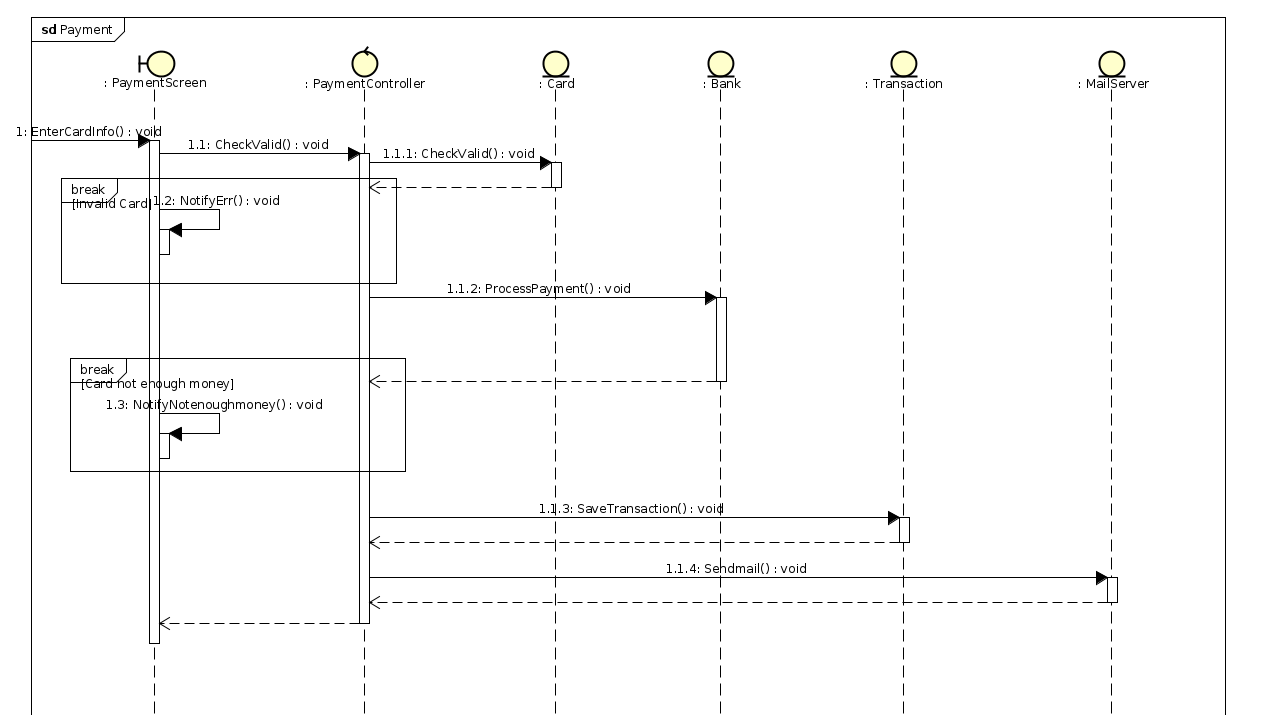 sd Payment
: PaymentScreen
: PaymentController
: Card
: Bank
: Transaction
: MailServer
1: EnterCardInfo() : void
1.1: CheckValid() : void
1.1.1: CheckValid() : void
break
[Invalid Card]
1.2: NotifyErr() : void
1.1.2: ProcessPayment() : void
break
[Card not enough money]
1.3: NotifyNotenoughmoney() : void
1.1.3: SaveTransaction() : void
1.1.4: Sendmail() : void